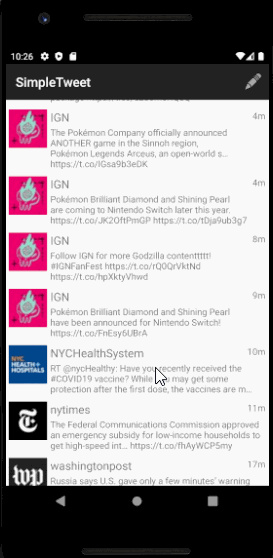 10:26
SimpleTweet
IGN 4m
The Pokémon Company officially announced
ANOTHER game in the Sinnoh region,
Pokémon Legends Arceus, an open-world s...
https://t.co/IGsa9b3eDK
IGN 4m
Pokémon Brilliant Diamond and Shining Pearl
are coming to Nintendo Switch later this year.
https://t.co/JK2OftPmGP https://t.co/tDja9ub3g7
IGN 8m
Follow IGN for more Godzilla contenttttt!
#IGNFanFest https://t.co/rQ0QrVktNd
https://t.co/hpXktyVhwd
IGN 9m
Pokémon Brilliant Diamond and Shining Pearl
have been announced for Nintendo Switch!
https://t.co/FnEsy6UBrA
NYC
HEALTH+
HOSPITALS
NYCHealthSystem 10m
RT @nycHealthy: Have you recently received the
#COVID19 vaccine? While you may get some
protection after the first dose, the vaccines are m...
nytimes 11m
The Federal Communications Commission approved
an emergency subsidy for low-income households to
get high-speed int... https://t.co/fhAyWCP5my
wp
washingtonpost 17m
Russia says U.S. gave only a few minutes' warning